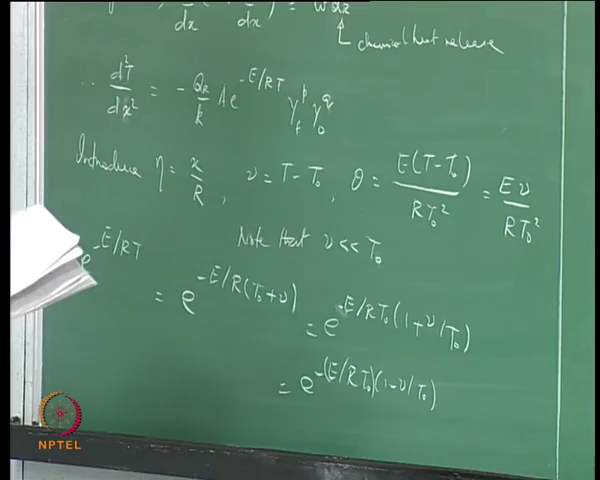 dx dx = ω Q_R
chemical heat release
∴ d²T/dx² = - Q_R/k A e^{-E/RT} Y_F^p Y_O^q
Introduce η = x/R , υ = T - T₀ , θ = E(T-T₀)/RT₀² = Eυ/RT₀²
Note that υ << T₀
e^{-E/RT} = e^{-E/R(T₀+υ)} = e^{-E/RT₀(1+υ/T₀)}
= e^{-(E/RT₀)(1-υ/T₀)}
NPTEL